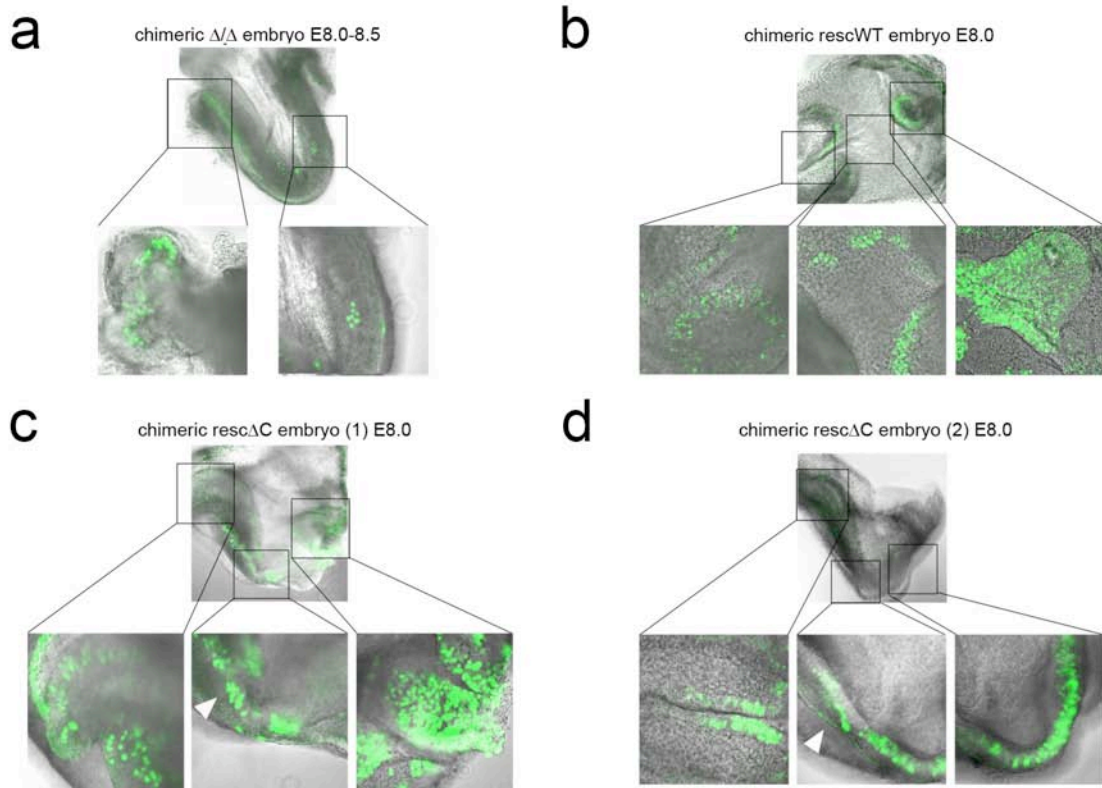 a
chimeric Δ/Δ embryo E8.0-8.5
b
chimeric rescWT embryo E8.0
c
chimeric rescΔC embryo (1) E8.0
d
chimeric rescΔC embryo (2) E8.0